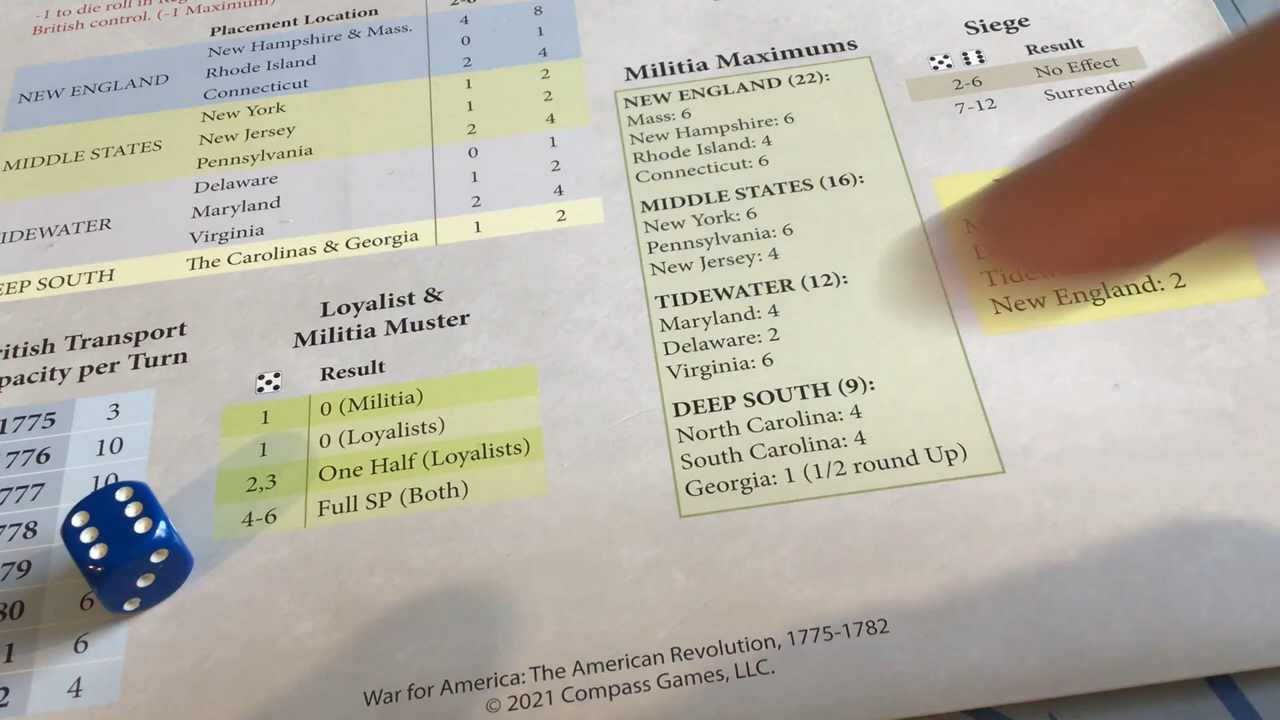 -1 to die roll in
British control. (-1 Maximum)
Placement Location
NEW ENGLAND
New Hampshire & Mass. 4 8
Rhode Island 0 1
Connecticut 2 4
MIDDLE STATES
New York 1 2
New Jersey 1 2
Pennsylvania 2 4
Delaware 0 1
Maryland 1 2
Virginia 2 4
The Carolinas & Georgia 1 2
SOUTH
Transport
per Turn
1775 3
776 10
777 10
778
79
80 6
1 6
2 4
Loyalist &
Militia Muster
Result
1 0 (Militia)
1 0 (Loyalists)
2,3 One Half (Loyalists)
4-6 Full SP (Both)
Militia Maximums
NEW ENGLAND (22):
Mass: 6
New Hampshire: 6
Rhode Island: 4
Connecticut: 6
MIDDLE STATES (16):
New York: 6
Pennsylvania: 6
New Jersey: 4
TIDEWATER (12):
Maryland: 4
Delaware: 2
Virginia: 6
DEEP SOUTH (9):
North Carolina: 4
South Carolina: 4
Georgia: 1 (1/2 round Up)
Siege
Result
2-6 No Effect
7-12 Surrender
New England: 2
War for America: The American Revolution, 1775-1782
© 2021 Compass Games, LLC.